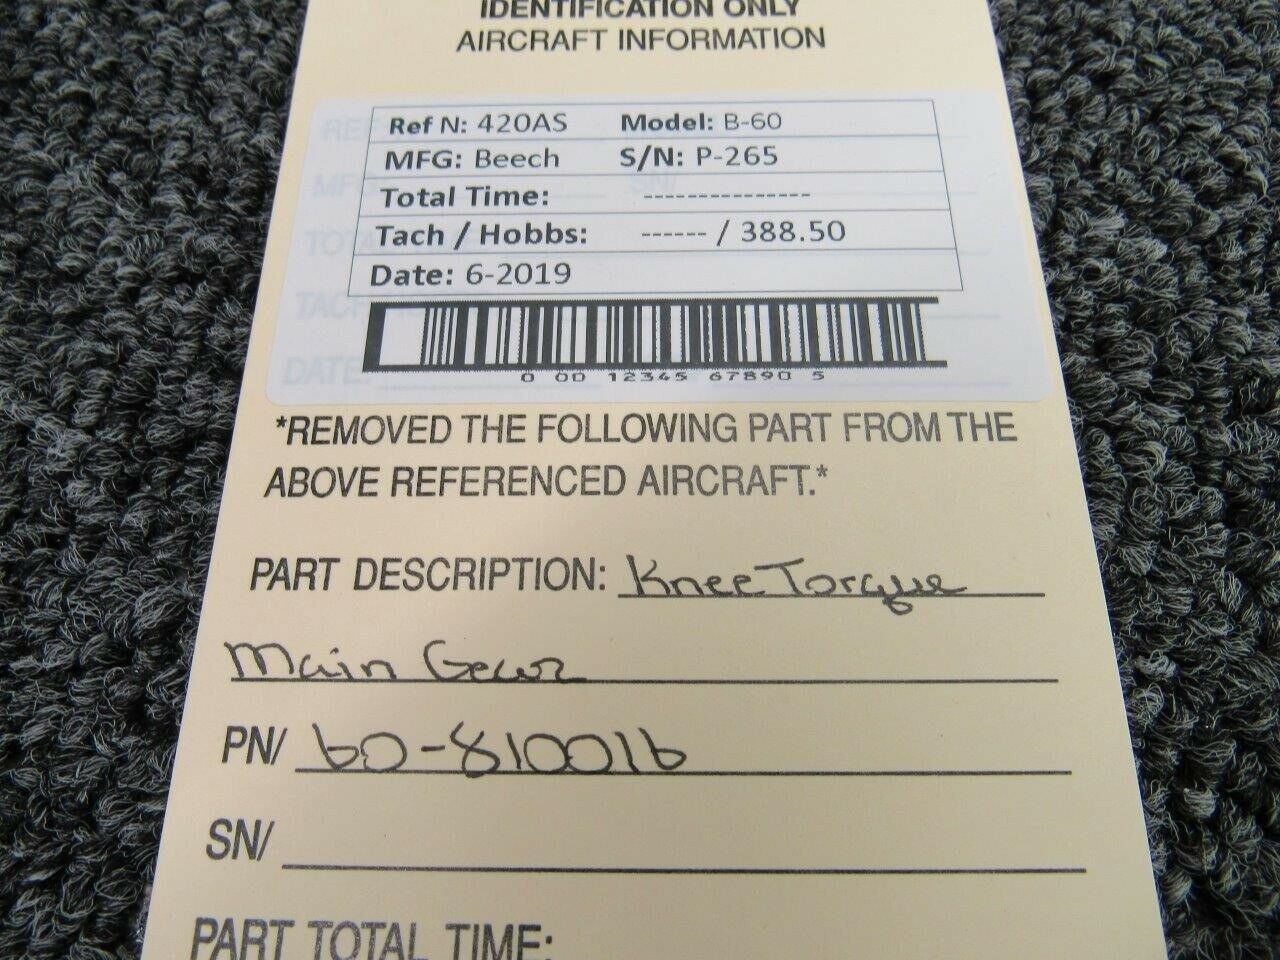 IDENTIFICATION ONLY
AIRCRAFT INFORMATION
Ref N: 420AS Model: B-60
MFG: Beech S/N: P-265
Total Time: --------------
Tach / Hobbs: ------ / 388.50
Date: 6-2019
0 00 12345 67890 5
*REMOVED THE FOLLOWING PART FROM THE
ABOVE REFERENCED AIRCRAFT.*
PART DESCRIPTION: Knee Torque
Main Gear
PN/ 60-810016
SN/
PART TOTAL TIME: